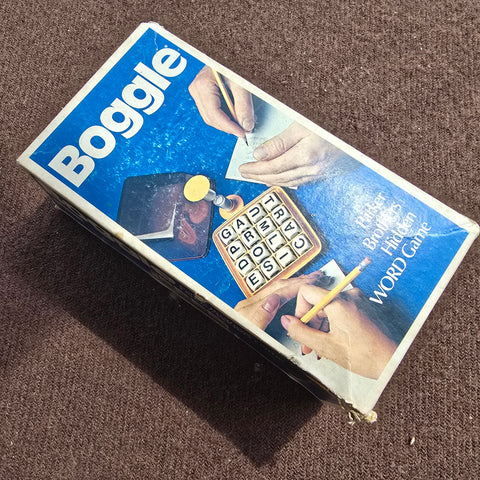 Boggle
G A U T
P R M R
D O L A
E S I C
Parker
Brothers
Hidden
WORD Game